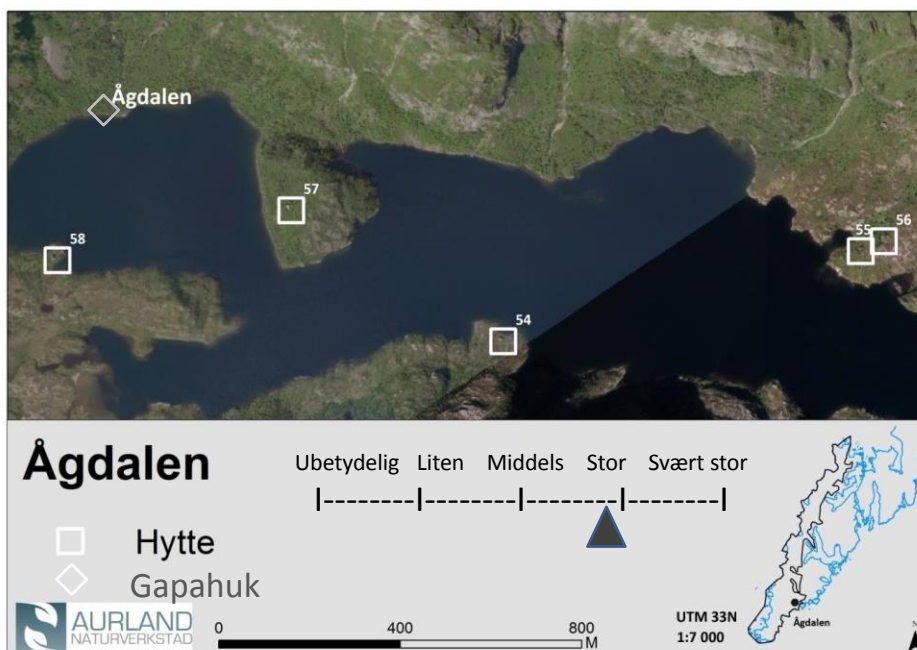 Ågdalen
57
58
55
56
54
Ågdalen
Ubetydelig Liten Middels Stor Svært stor
|--------|--------|--------|--------|
Hytte
Gapahuk
AURLAND
NATURVERKSTAD
0 400 800
M
UTM 33N
1:7 000
Ågdalen
N